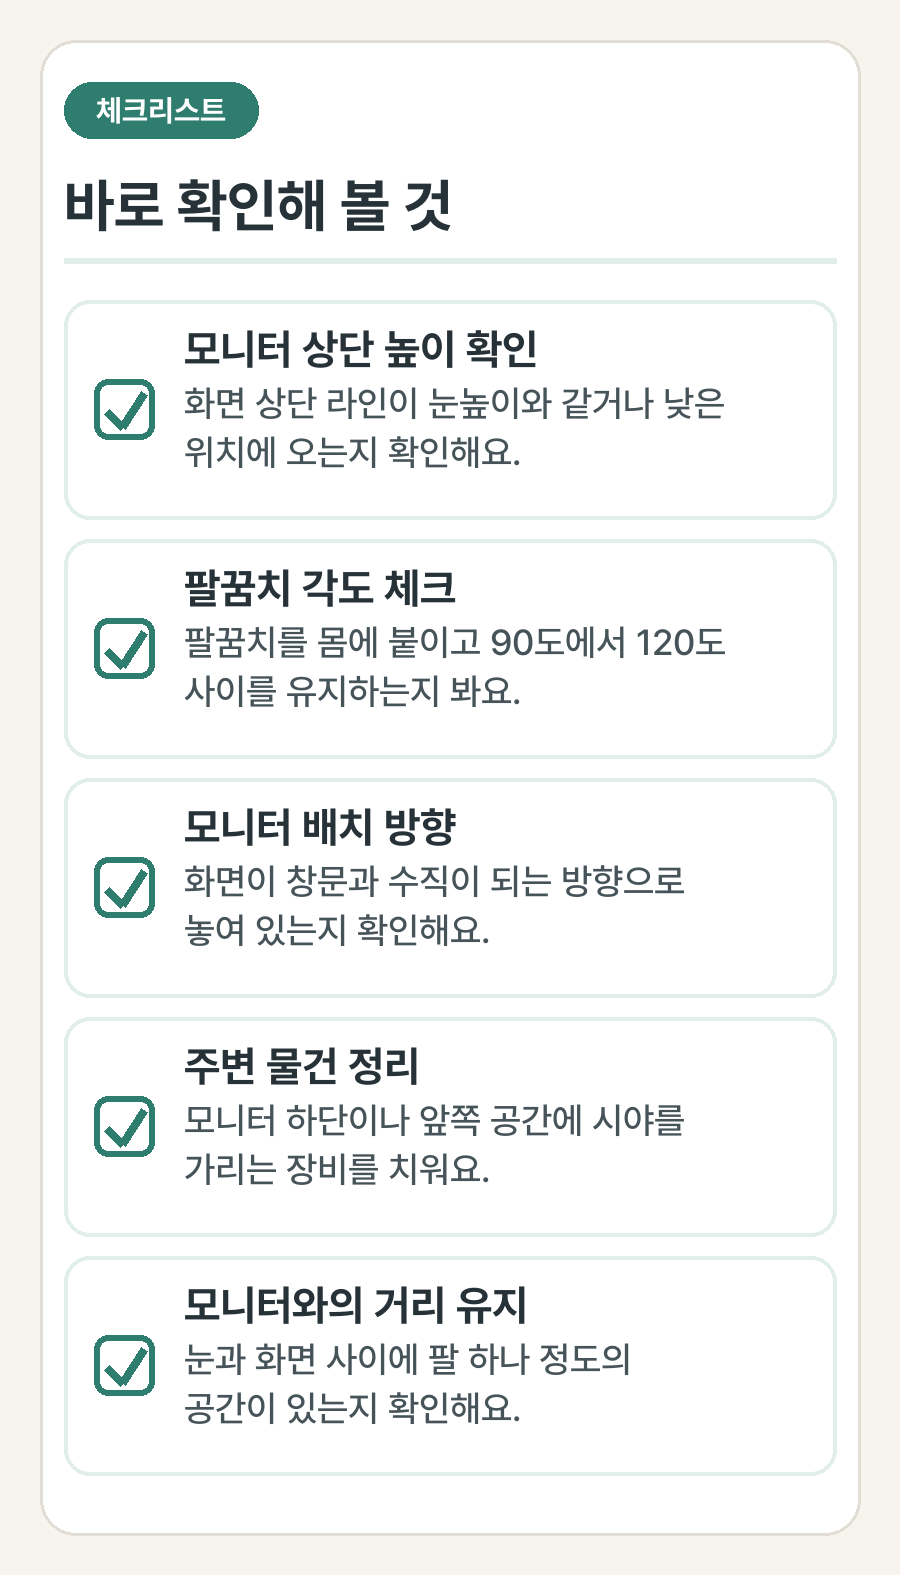 체크리스트
바로 확인해 볼 것
모니터 상단 높이 확인
화면 상단 라인이 눈높이와 같거나 낮은
위치에 오는지 확인해요.
팔꿈치 각도 체크
팔꿈치를 몸에 붙이고 90도에서 120도
사이를 유지하는지 봐요.
모니터 배치 방향
화면이 창문과 수직이 되는 방향으로
놓여 있는지 확인해요.
주변 물건 정리
모니터 하단이나 앞쪽 공간에 시야를
가리는 장비를 치워요.
모니터와의 거리 유지
눈과 화면 사이에 팔 하나 정도의
공간이 있는지 확인해요.